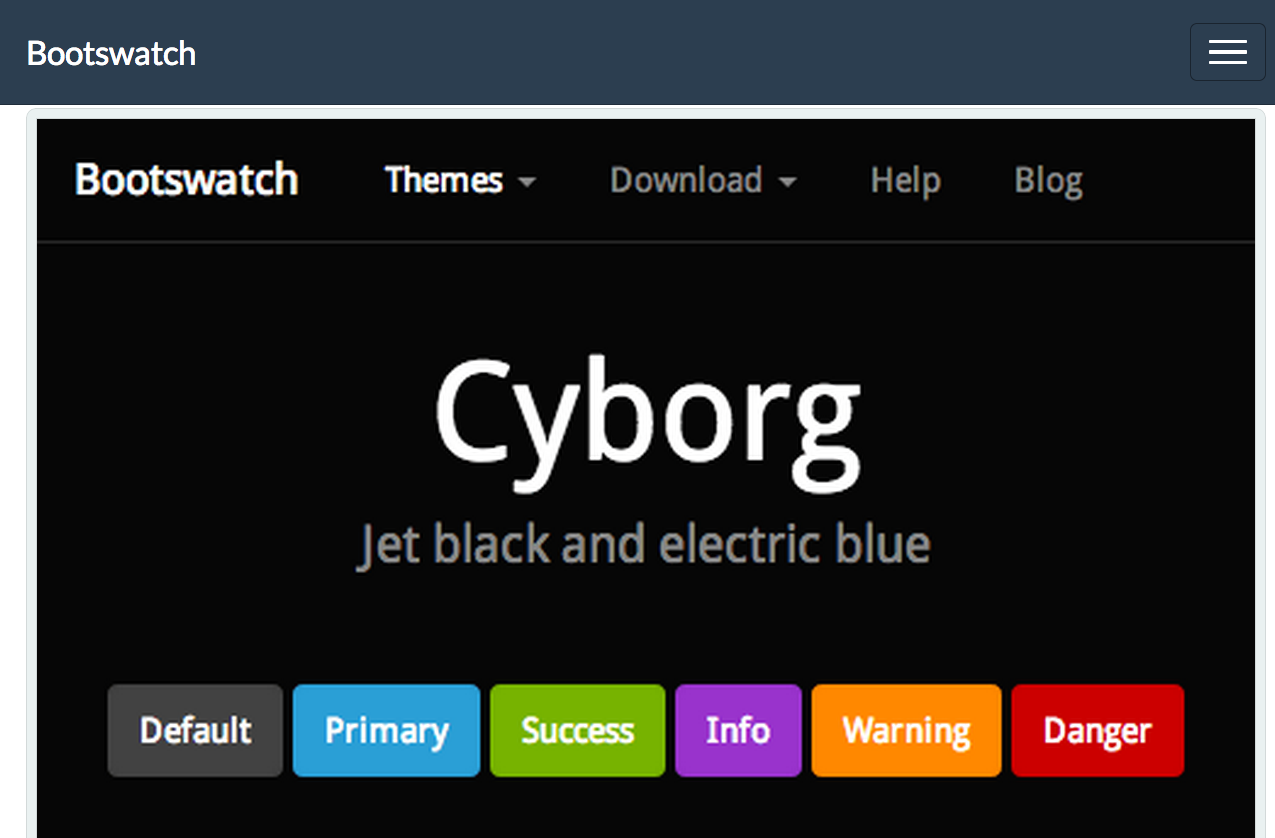 Bootswatch
Bootswatch Themes Download Help Blog
Cyborg
Jet black and electric blue
Default Primary Success Info Warning Danger